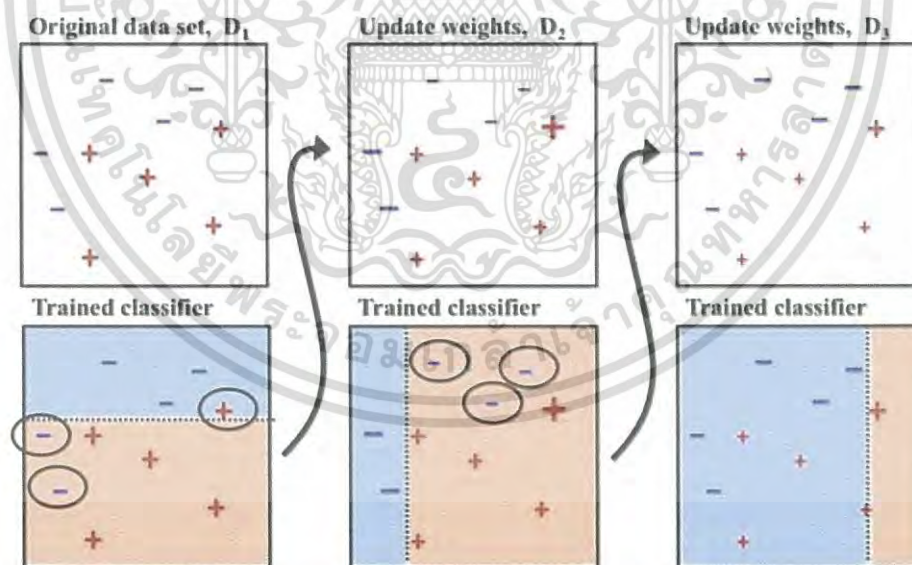 Original data set, D₁
Update weights, D₂
Update weights, D₃
Trained classifier
Trained classifier
Trained classifier